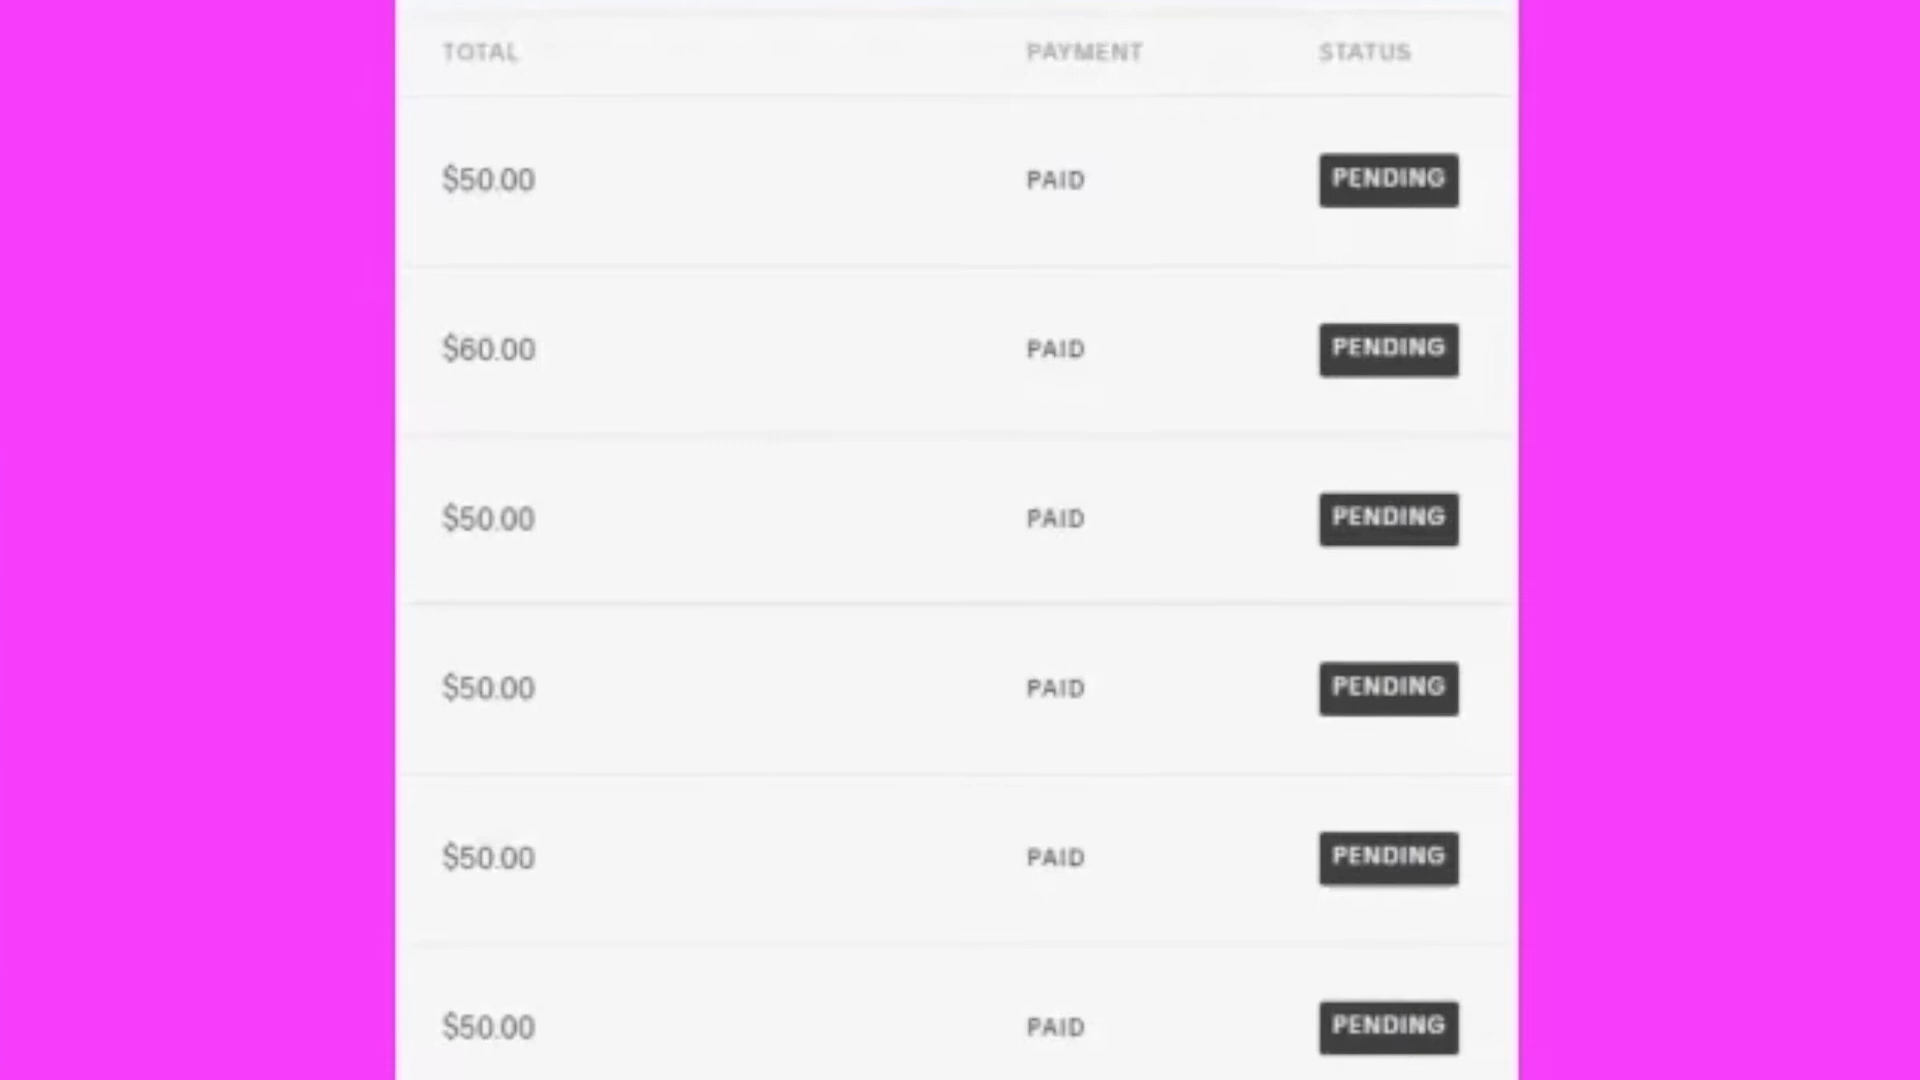 TOTAL PAYMENT STATUS
$50.00 PAID PENDING
$60.00 PAID PENDING
$50.00 PAID PENDING
$50.00 PAID PENDING
$50.00 PAID PENDING
$50.00 PAID PENDING